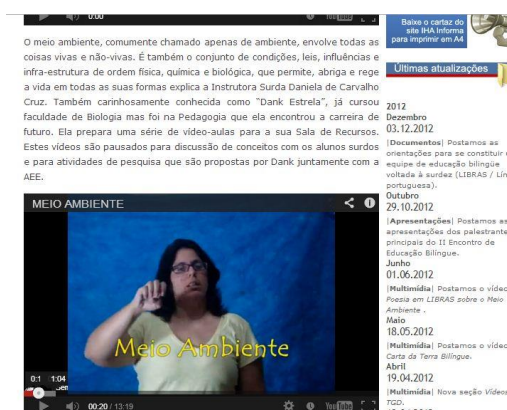 0:00
YouTube
O meio ambiente, comumente chamado apenas de ambiente, envolve todas as
coisas vivas e não-vivas. É também o conjunto de condições, leis, influências e
infra-estrutura de ordem física, química e biológica, que permite, abriga e rege
a vida em todas as suas formas explica a Instrutora Surda Daniela de Carvalho
Cruz. Também carinhosamente conhecida como "Dank Estrela", já cursou
faculdade de Biologia mas foi na Pedagogia que ela encontrou a carreira de
futuro. Ela prepara uma série de vídeo-aulas para a sua Sala de Recursos.
Estes vídeos são pausados para discussão de conceitos com os alunos surdos
e para atividades de pesquisa que são propostas por Dank juntamente com a
AEE.
MEIO AMBIENTE
Meio Ambiente
0:1 1:04
00:20 / 13:19
YouTube
Baixe o cartaz do
site IHA Informa
para imprimir em A4
Últimas atualizações
2012
Dezembro
03.12.2012
|Documentos| Postamos as
orientações para se constituir
equipe de educação bilíngüe
voltada à surdez (LIBRAS /
portuguesa).
Outubro
29.10.2012
|Apresentações| Postamos as
apresentações dos
principais do II Encontro de
Educação Bilíngue.
Junho
01.06.2012
|Multimídia| Postamos o
Poesia em LIBRAS sobre o Meio
Ambiente .
Maio
18.05.2012
|Multimídia| Postamos o
Carta da Terra Bilíngue.
Abril
19.04.2012
|Multimídia| Nova seção
TGD.